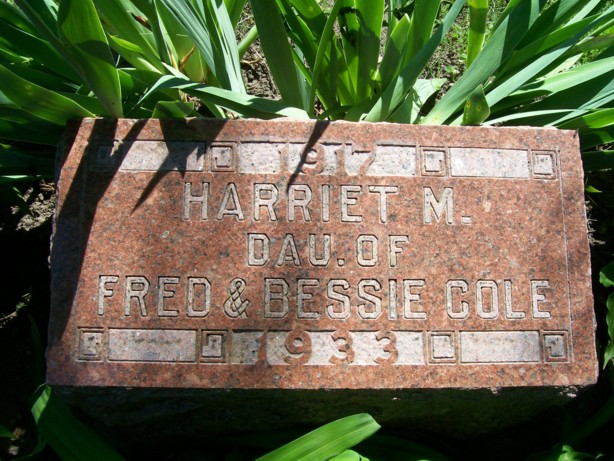 1917
HARRIET M.
DAU. OF
FRED & BESSIE COLE
1933